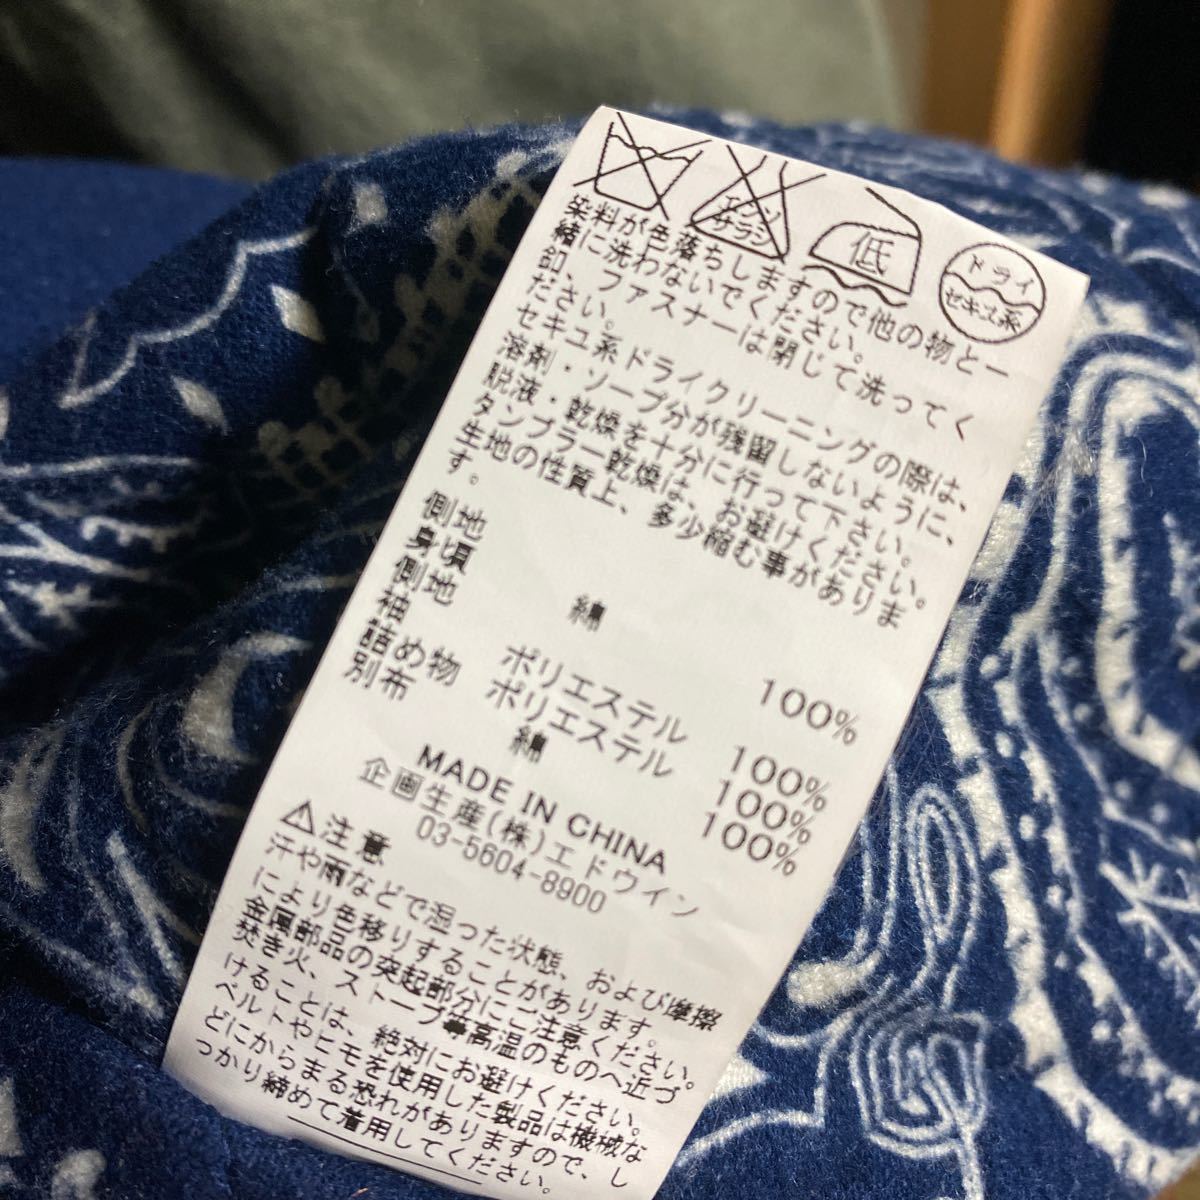 エンソ
サラシ
低
ドライ
セキユ系
染料が色落ちしますので他の物と一
緒に洗わないでください。
釦、ファスナーは閉じて洗ってく
ださい。
セキユ系ドライクリーニングの際は、
溶剤・ソープ分が残留しないように、
脱液・乾燥を十分に行って下さい。
タンブラー乾燥は、お避けください。
生地の性質上、多少縮む事がありま
す。
側地
身頃 綿 100%
側地
袖 ポリエステル 100%
詰め物 ポリエステル 100%
別布 綿 100%
MADE IN CHINA
企画生産(株)エドウイン
03-5604-8900
⚠注意
汗や雨などで湿った状態、および摩擦
により色移りすることがあります。
金属部品の突起部分にご注意ください。
焚き火、ストーブ等高温のものへ近づ
けることは、絶対にお避けください。
ベルトやヒモを使用した製品は機械な
どにからまる恐れがありますので、し
っかり締めて着用してください。